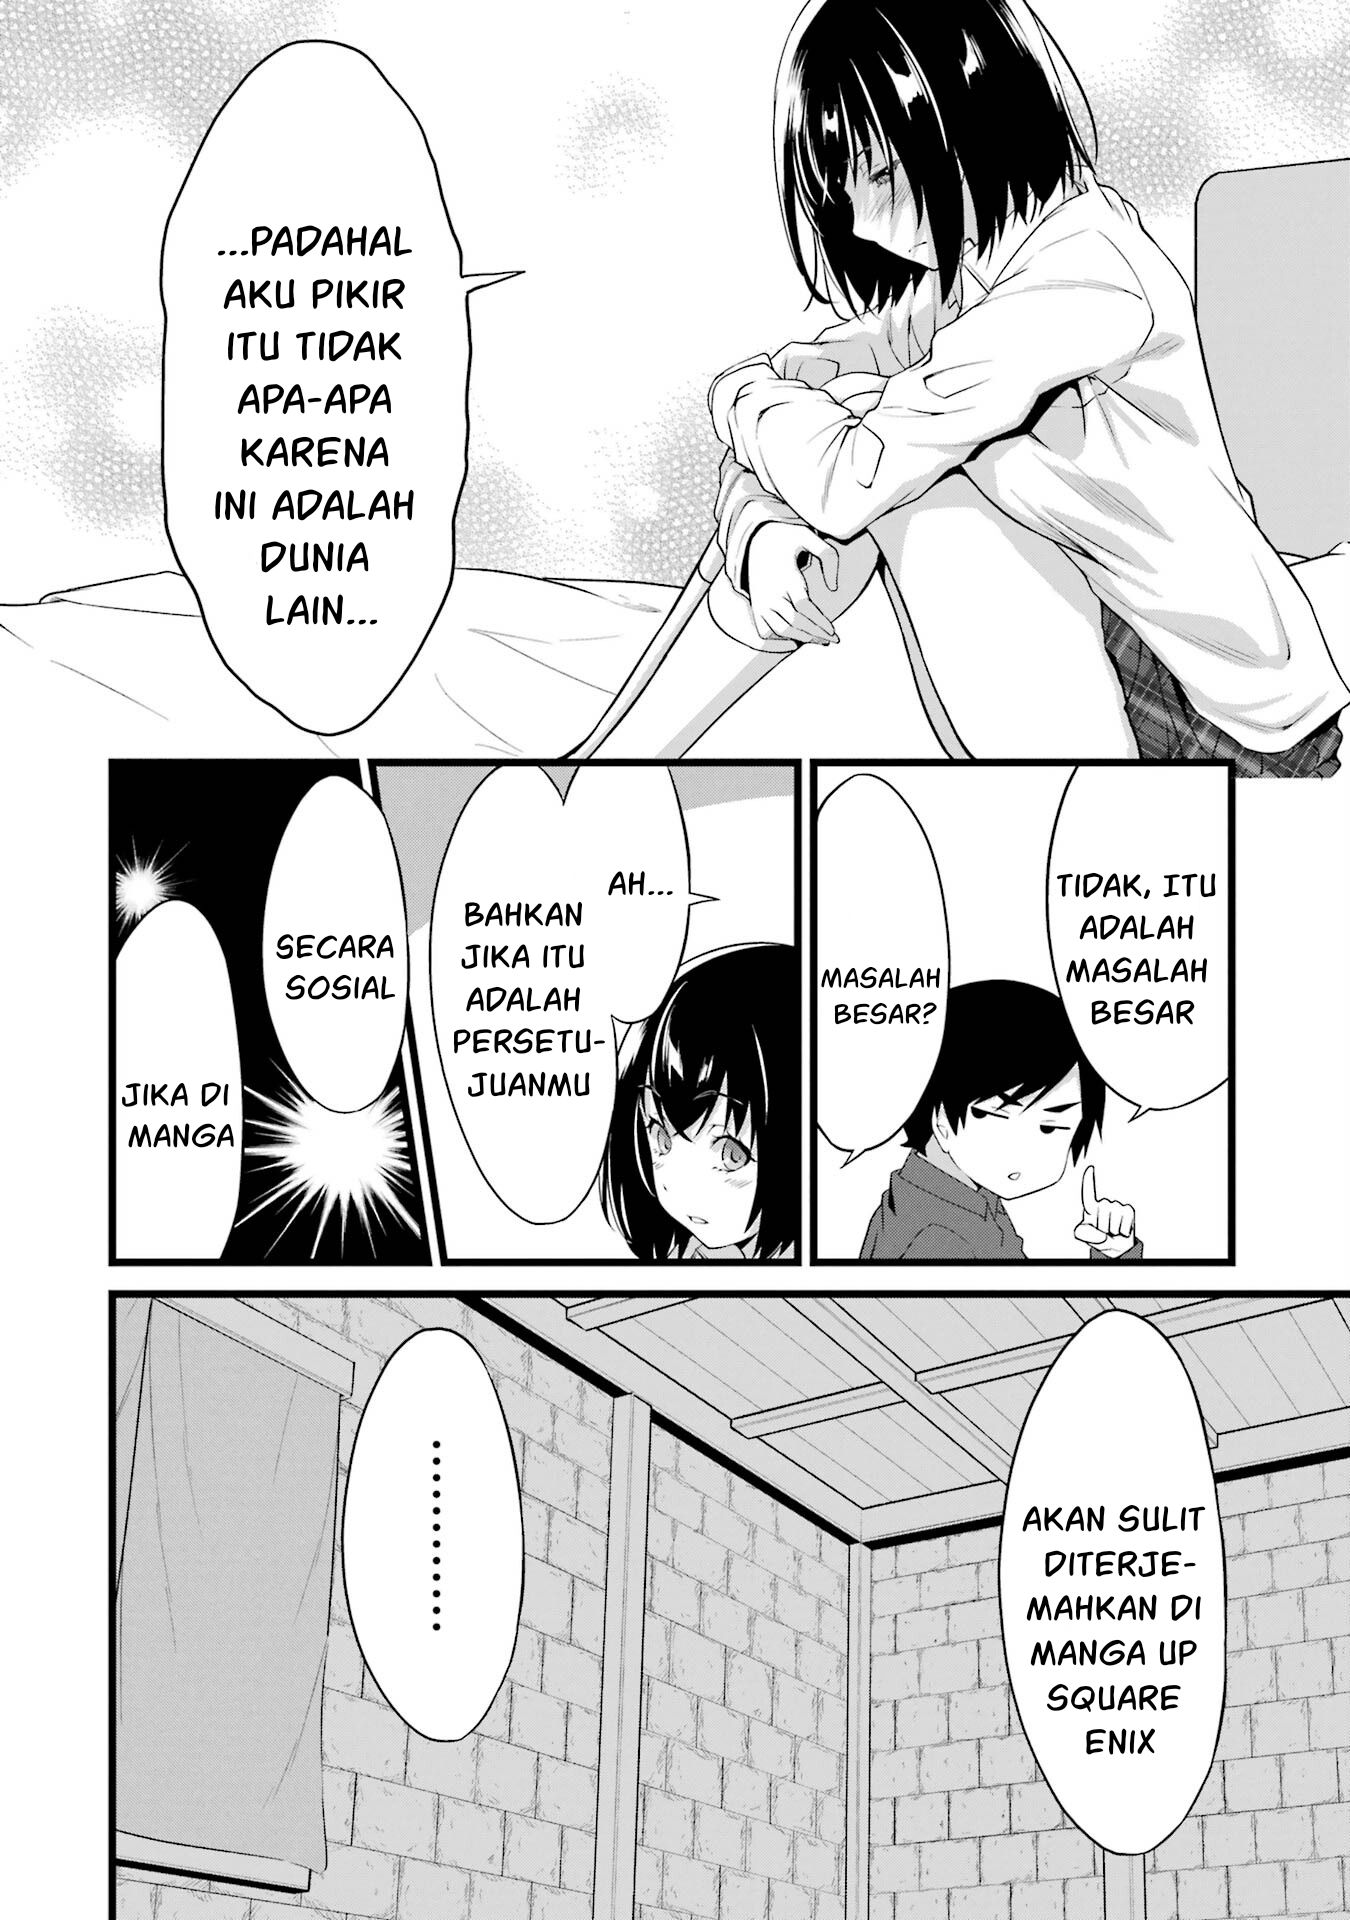 ...PADAHAL
AKU PIKIR
ITU TIDAK
APA-APA
KARENA
INI ADALAH
DUNIA
LAIN...
TIDAK, ITU
ADALAH
MASALAH
BESAR
MASALAH
BESAR?
AH...
BAHKAN
JIKA ITU
ADALAH
PERSETU-
JUANMU
SECARA
SOSIAL
JIKA DI
MANGA
AKAN SULIT
DITERJE-
MAHKAN DI
MANGA UP
SQUARE
ENIX
..........